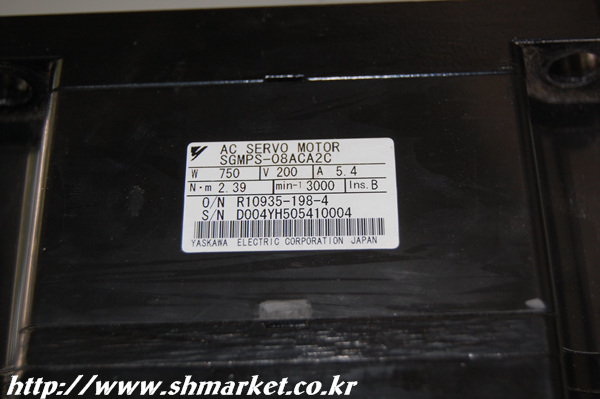 AC SERVO MOTOR
SGMPS-08ACA2C
W 750 V 200 A 5.4
N·m 2.39 min-1 3000 Ins. B
O/N R10935-198-4
S/N D004YH505410004
YASKAWA ELECTRIC CORPORATION JAPAN
http://www.shmarket.co.kr